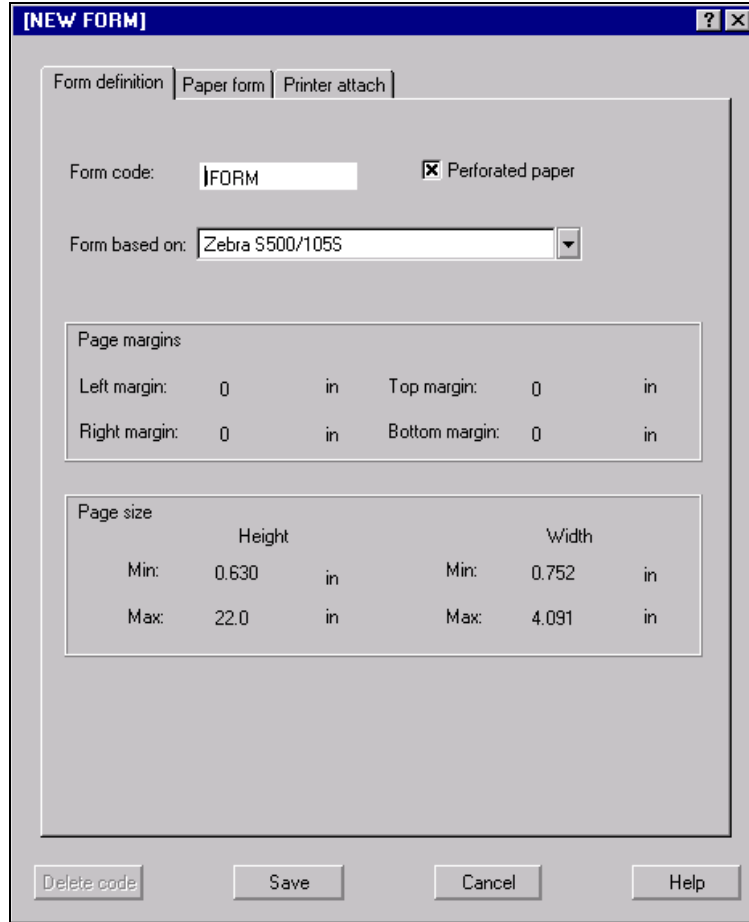 [NEW FORM]
Form definition Paper form Printer attach
Form code: FORM Perforated paper
Form based on: Zebra S500/105S
Page margins
Left margin: 0 in Top margin: 0 in
Right margin: 0 in Bottom margin: 0 in
Page size
Height Width
Min: 0.630 in Min: 0.752 in
Max: 22.0 in Max: 4.091 in
Delete code Save Cancel Help